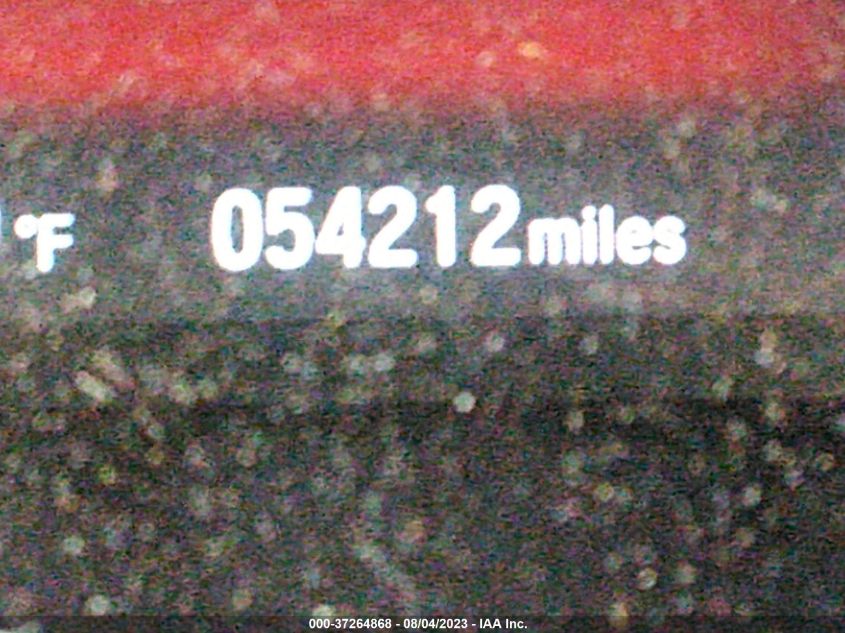 °F 054212 miles
000-37264868 - 08/04/2023 - IAA Inc.